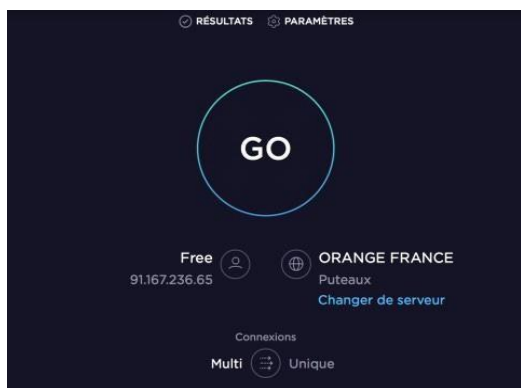 RÉSULTATS PARAMÈTRES
GO
Free
91.167.236.65
ORANGE FRANCE
Puteaux
Changer de serveur
Connexions
Multi Unique